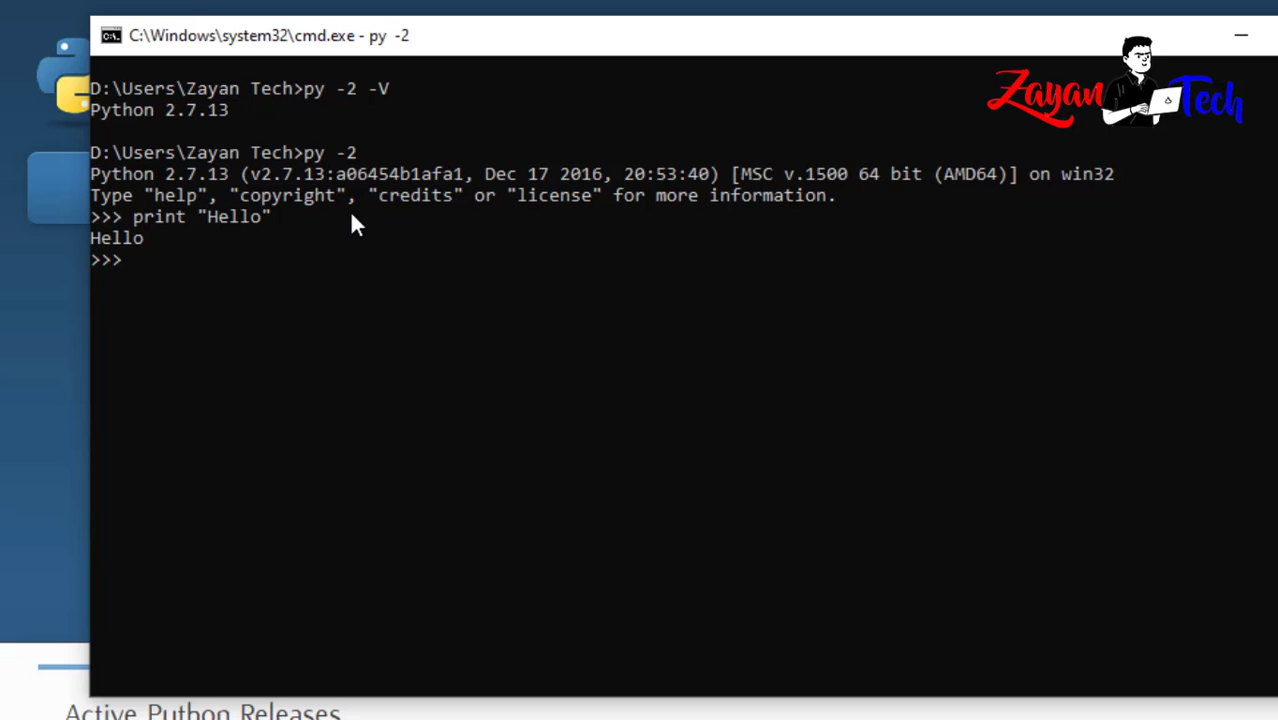 C:\Windows\system32\cmd.exe - py -2
Zayan Tech
D:\Users\Zayan Tech>py -2 -V
Python 2.7.13
D:\Users\Zayan Tech>py -2
Python 2.7.13 (v2.7.13:a06454b1afa1, Dec 17 2016, 20:53:40) [MSC v.1500 64 bit (AMD64)] on win32
Type "help", "copyright", "credits" or "license" for more information.
>>> print "Hello"
Hello
>>>
Active Python Releases